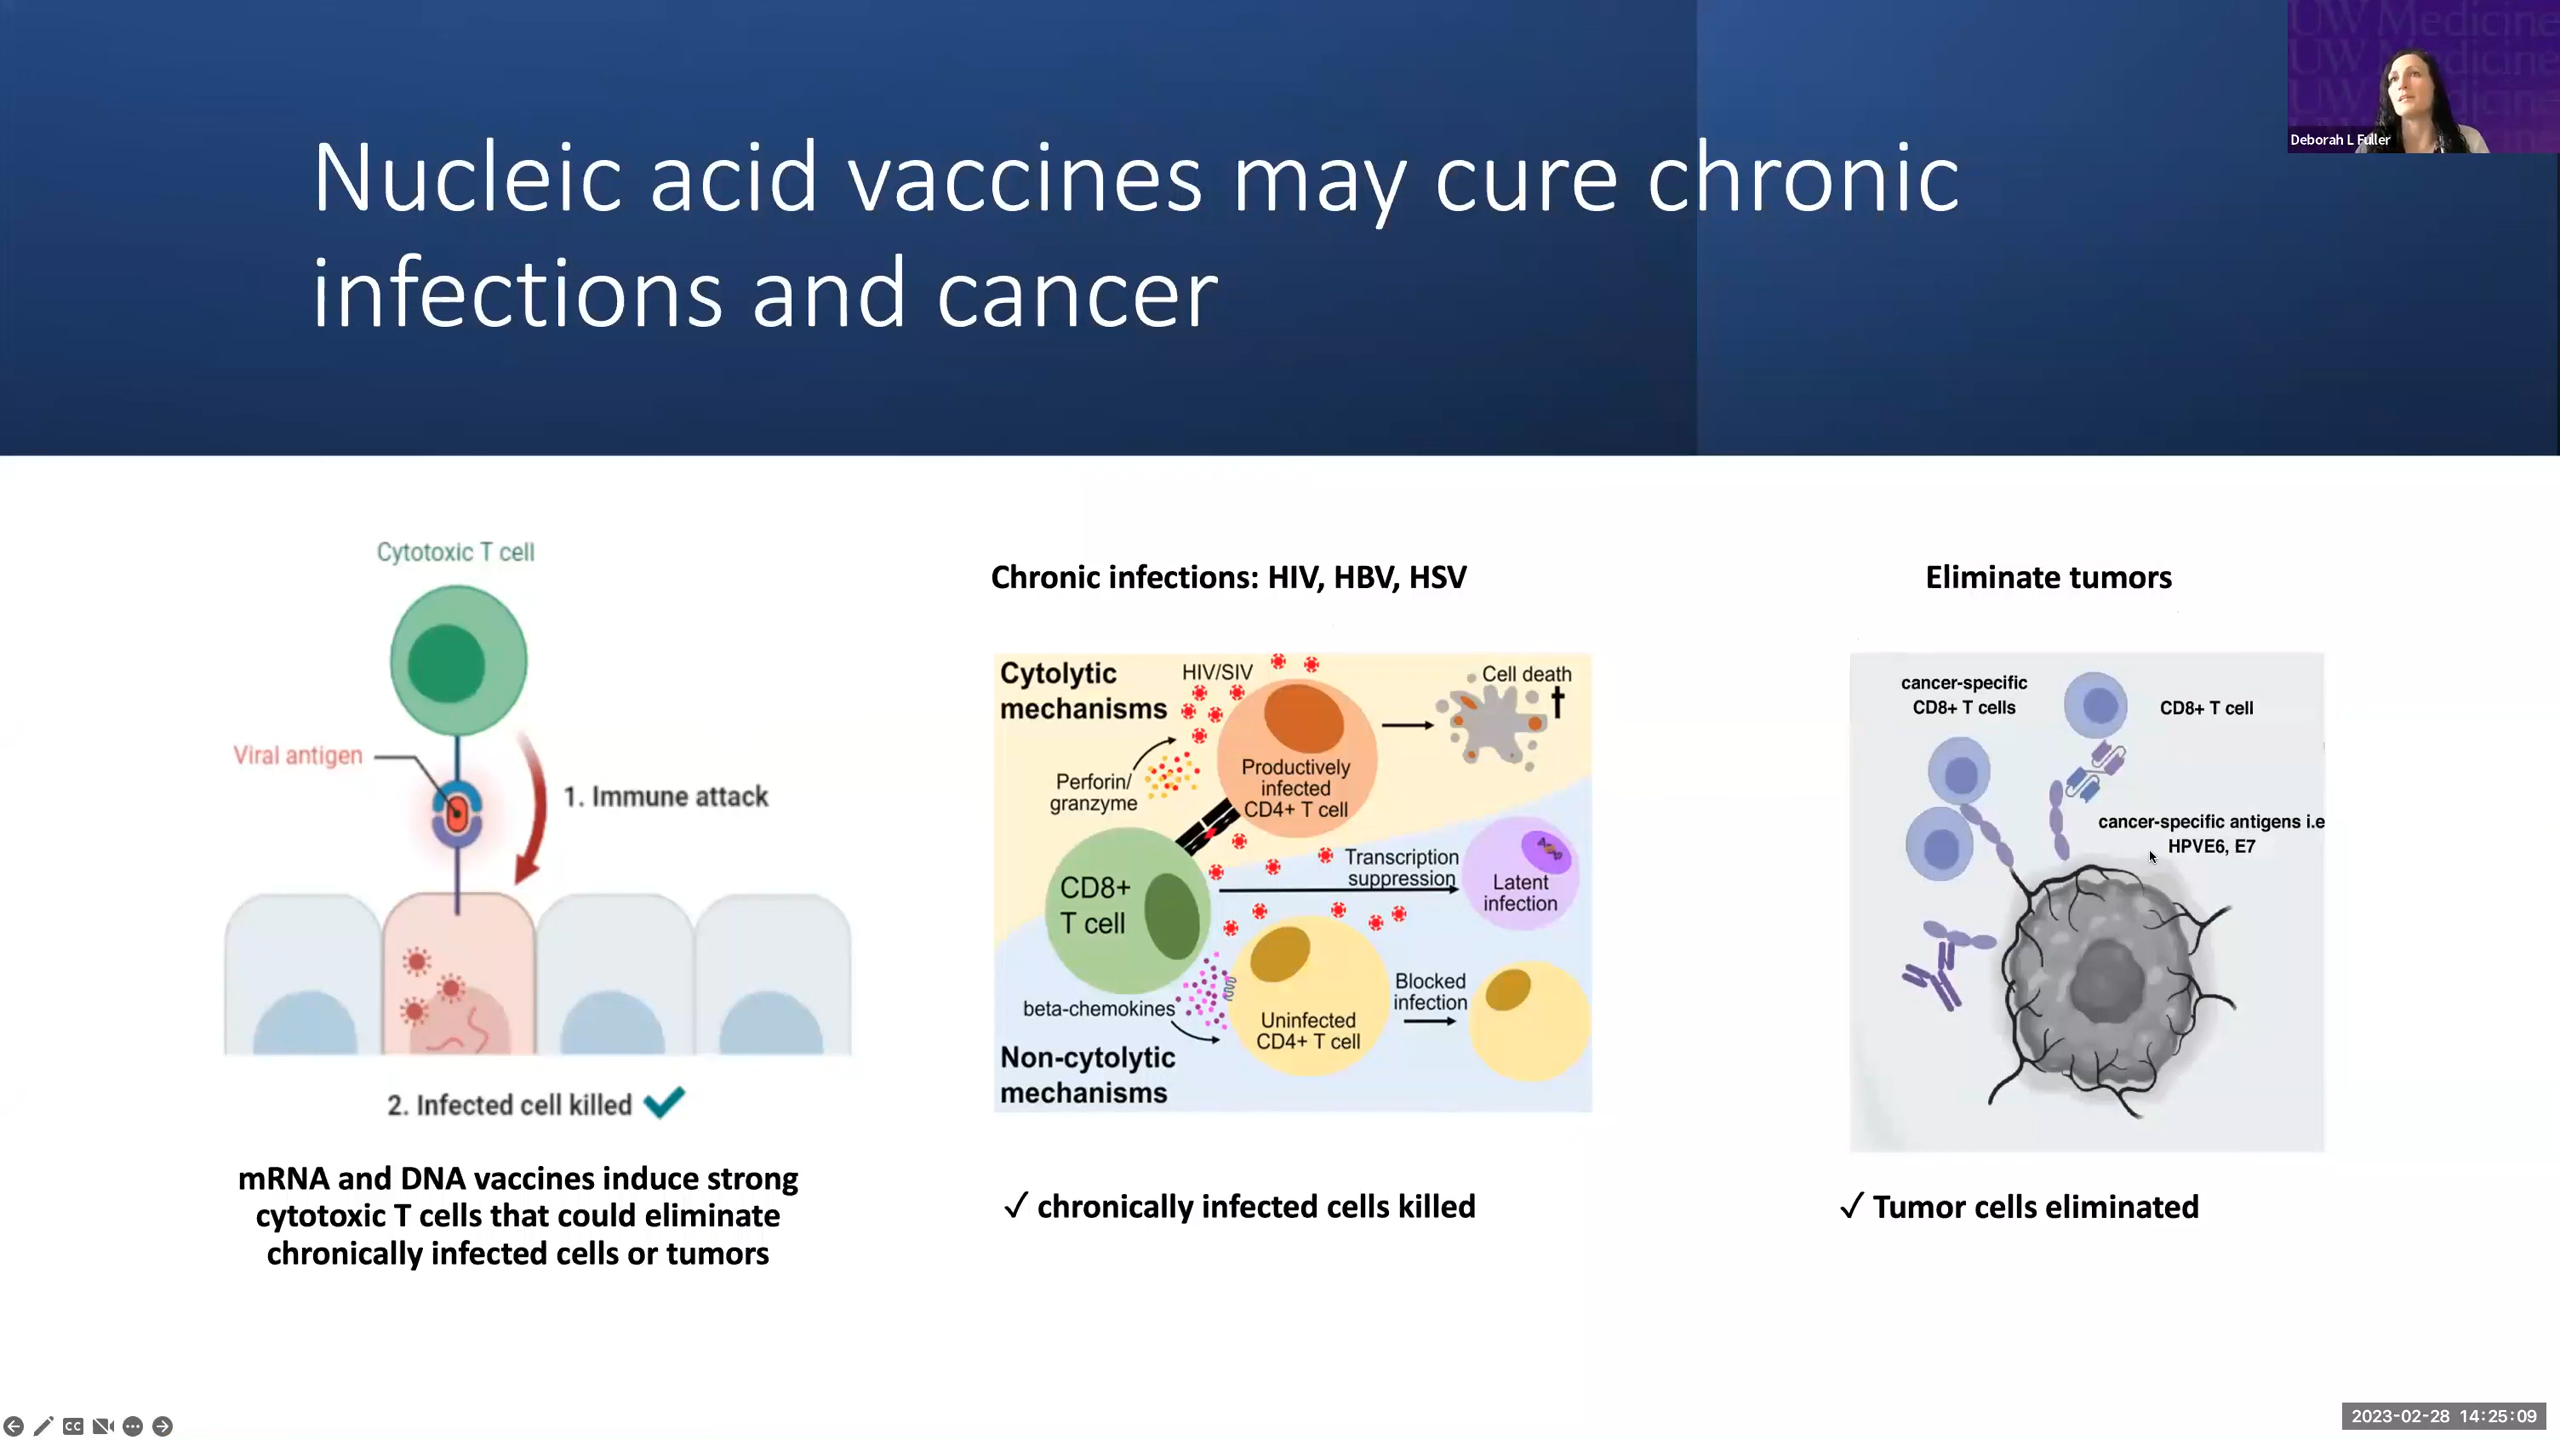 Nucleic acid vaccines may cure chronic
infections and cancer
UW Medicine
UW Medicine
Deborah L Fuller
Cytotoxic T cell
Viral antigen
1. Immune attack
2. Infected cell killed
mRNA and DNA vaccines induce strong
cytotoxic T cells that could eliminate
chronically infected cells or tumors
Chronic infections: HIV, HBV, HSV
Cytolytic
mechanisms
HIV/SIV
Cell death
Perforin/
granzyme
Productively
infected
CD4+ T cell
CD8+
T cell
Transcription
suppression
Latent
infection
beta-chemokines
Uninfected
CD4+ T cell
Blocked
infection
Non-cytolytic
mechanisms
✓ chronically infected cells killed
Eliminate tumors
cancer-specific
CD8+ T cells
CD8+ T cell
cancer-specific antigens i.e
HPVE6, E7
✓ Tumor cells eliminated
CC
2023-02-28 14:25:09